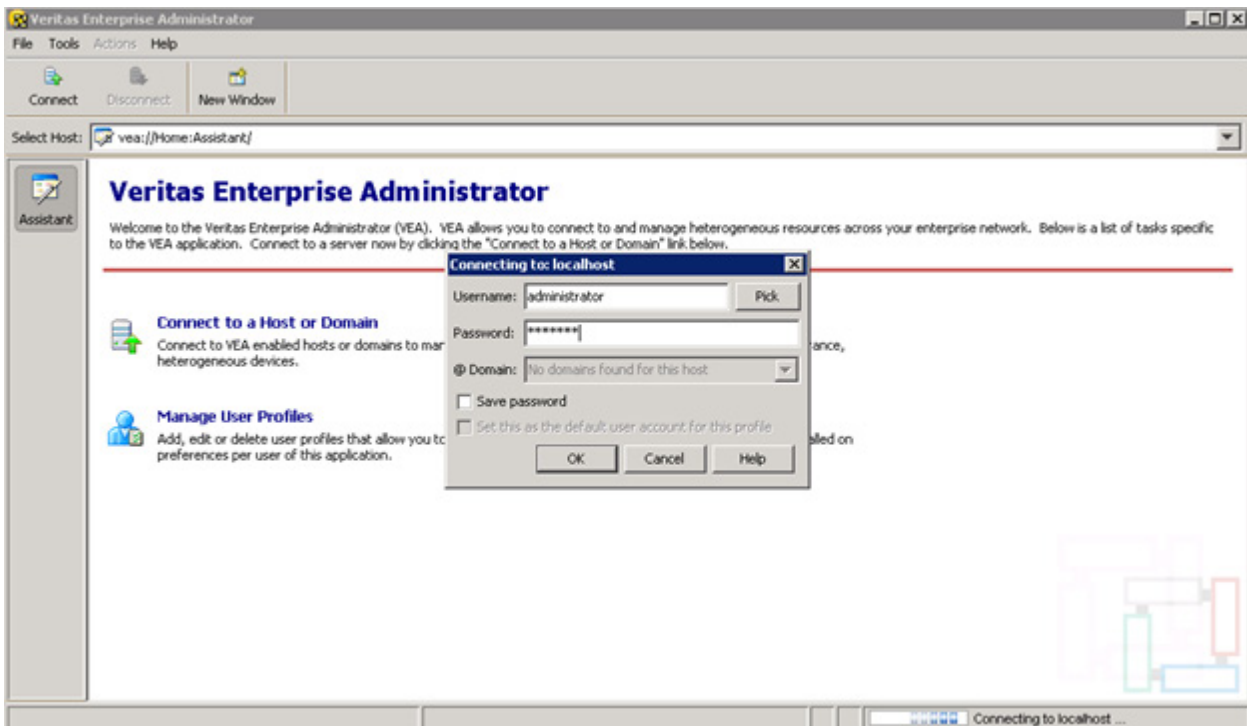 Veritas Enterprise Administrator
File Tools Actions Help
Connect Disconnect New Window
Select Host: vea://Home:Assistant/
Assistant
Veritas Enterprise Administrator
Welcome to the Veritas Enterprise Administrator (VEA). VEA allows you to connect to and manage heterogeneous resources across your enterprise network. Below is a list of tasks specific
to the VEA application. Connect to a server now by clicking the "Connect to a Host or Domain" link below.
Connecting to: localhost
Username: administrator Pick
Password: *******
@ Domain: No domains found for this host
Save password
Set this as the default user account for this profile
OK Cancel Help
Connect to a Host or Domain
Connect to VEA enabled hosts or domains to mar ance,
heterogeneous devices.
Manage User Profiles
Add, edit or delete user profiles that allow you to aled on
preferences per user of this application.
Connecting to localhost ...